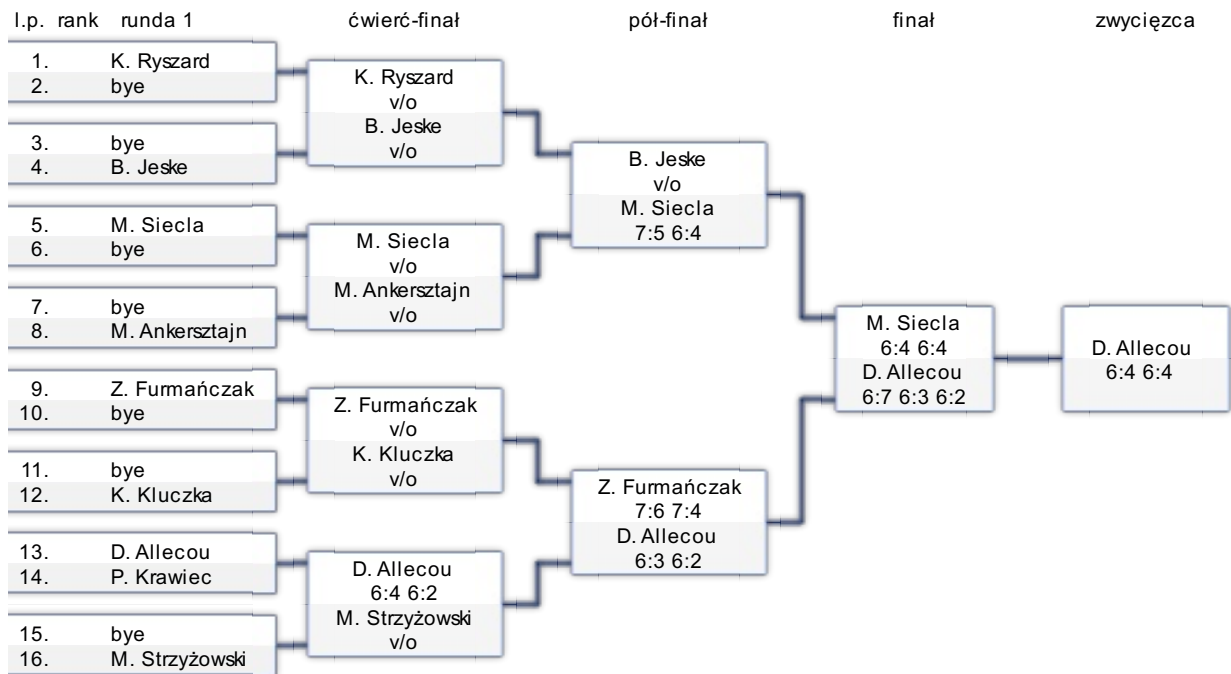 l.p. rank runda 1 ćwierć-finał pół-finał finał zwycięzca
1. K. Ryszard
2. bye
3. bye
4. B. Jeske
5. M. Siecla
6. bye
7. bye
8. M. Ankersztajn
9. Z. Furmańczak
10. bye
11. bye
12. K. Kluczka
13. D. Allecou
14. P. Krawiec
15. bye
16. M. Strzyżowski
K. Ryszard
v/o
B. Jeske
v/o
M. Siecla
v/o
M. Ankersztajn
v/o
Z. Furmańczak
v/o
K. Kluczka
v/o
D. Allecou
6:4 6:2
M. Strzyżowski
v/o
B. Jeske
v/o
M. Siecla
7:5 6:4
Z. Furmańczak
7:6 7:4
D. Allecou
6:3 6:2
M. Siecla
6:4 6:4
D. Allecou
6:7 6:3 6:2
D. Allecou
6:4 6:4